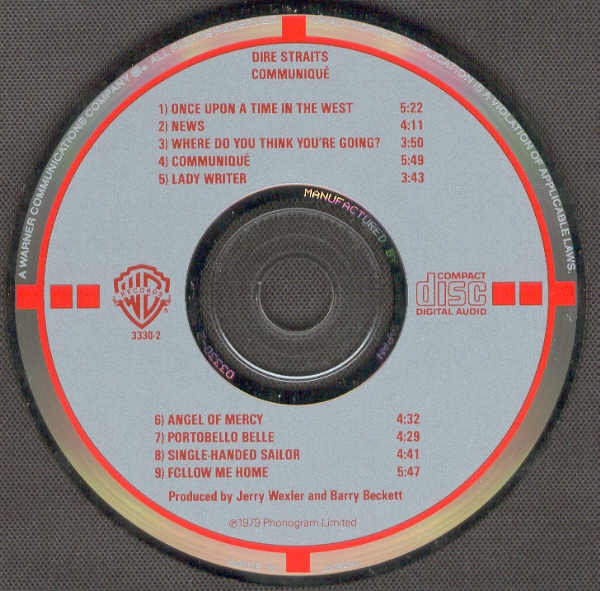 A WARNER COMMUNICATIONS COMPANY
IS A VIOLATION OF APPLICABLE LAWS.
DIRE STRAITS
COMMUNIQUÉ
1) ONCE UPON A TIME IN THE WEST 5:22
2) NEWS 4:11
3) WHERE DO YOU THINK YOU'RE GOING? 3:50
4) COMMUNIQUÉ 5:49
5) LADY WRITER 3:43
MANUFACTURED BY
WB
RECORDS
3330-2
COMPACT
disc
DIGITAL AUDIO
JAPAN
6) ANGEL OF MERCY 4:32
7) PORTOBELLO BELLE 4:29
8) SINGLE-HANDED SAILOR 4:41
9) FOLLOW ME HOME 5:47
Produced by Jerry Wexler and Barry Beckett
℗1979 Phonogram Limited